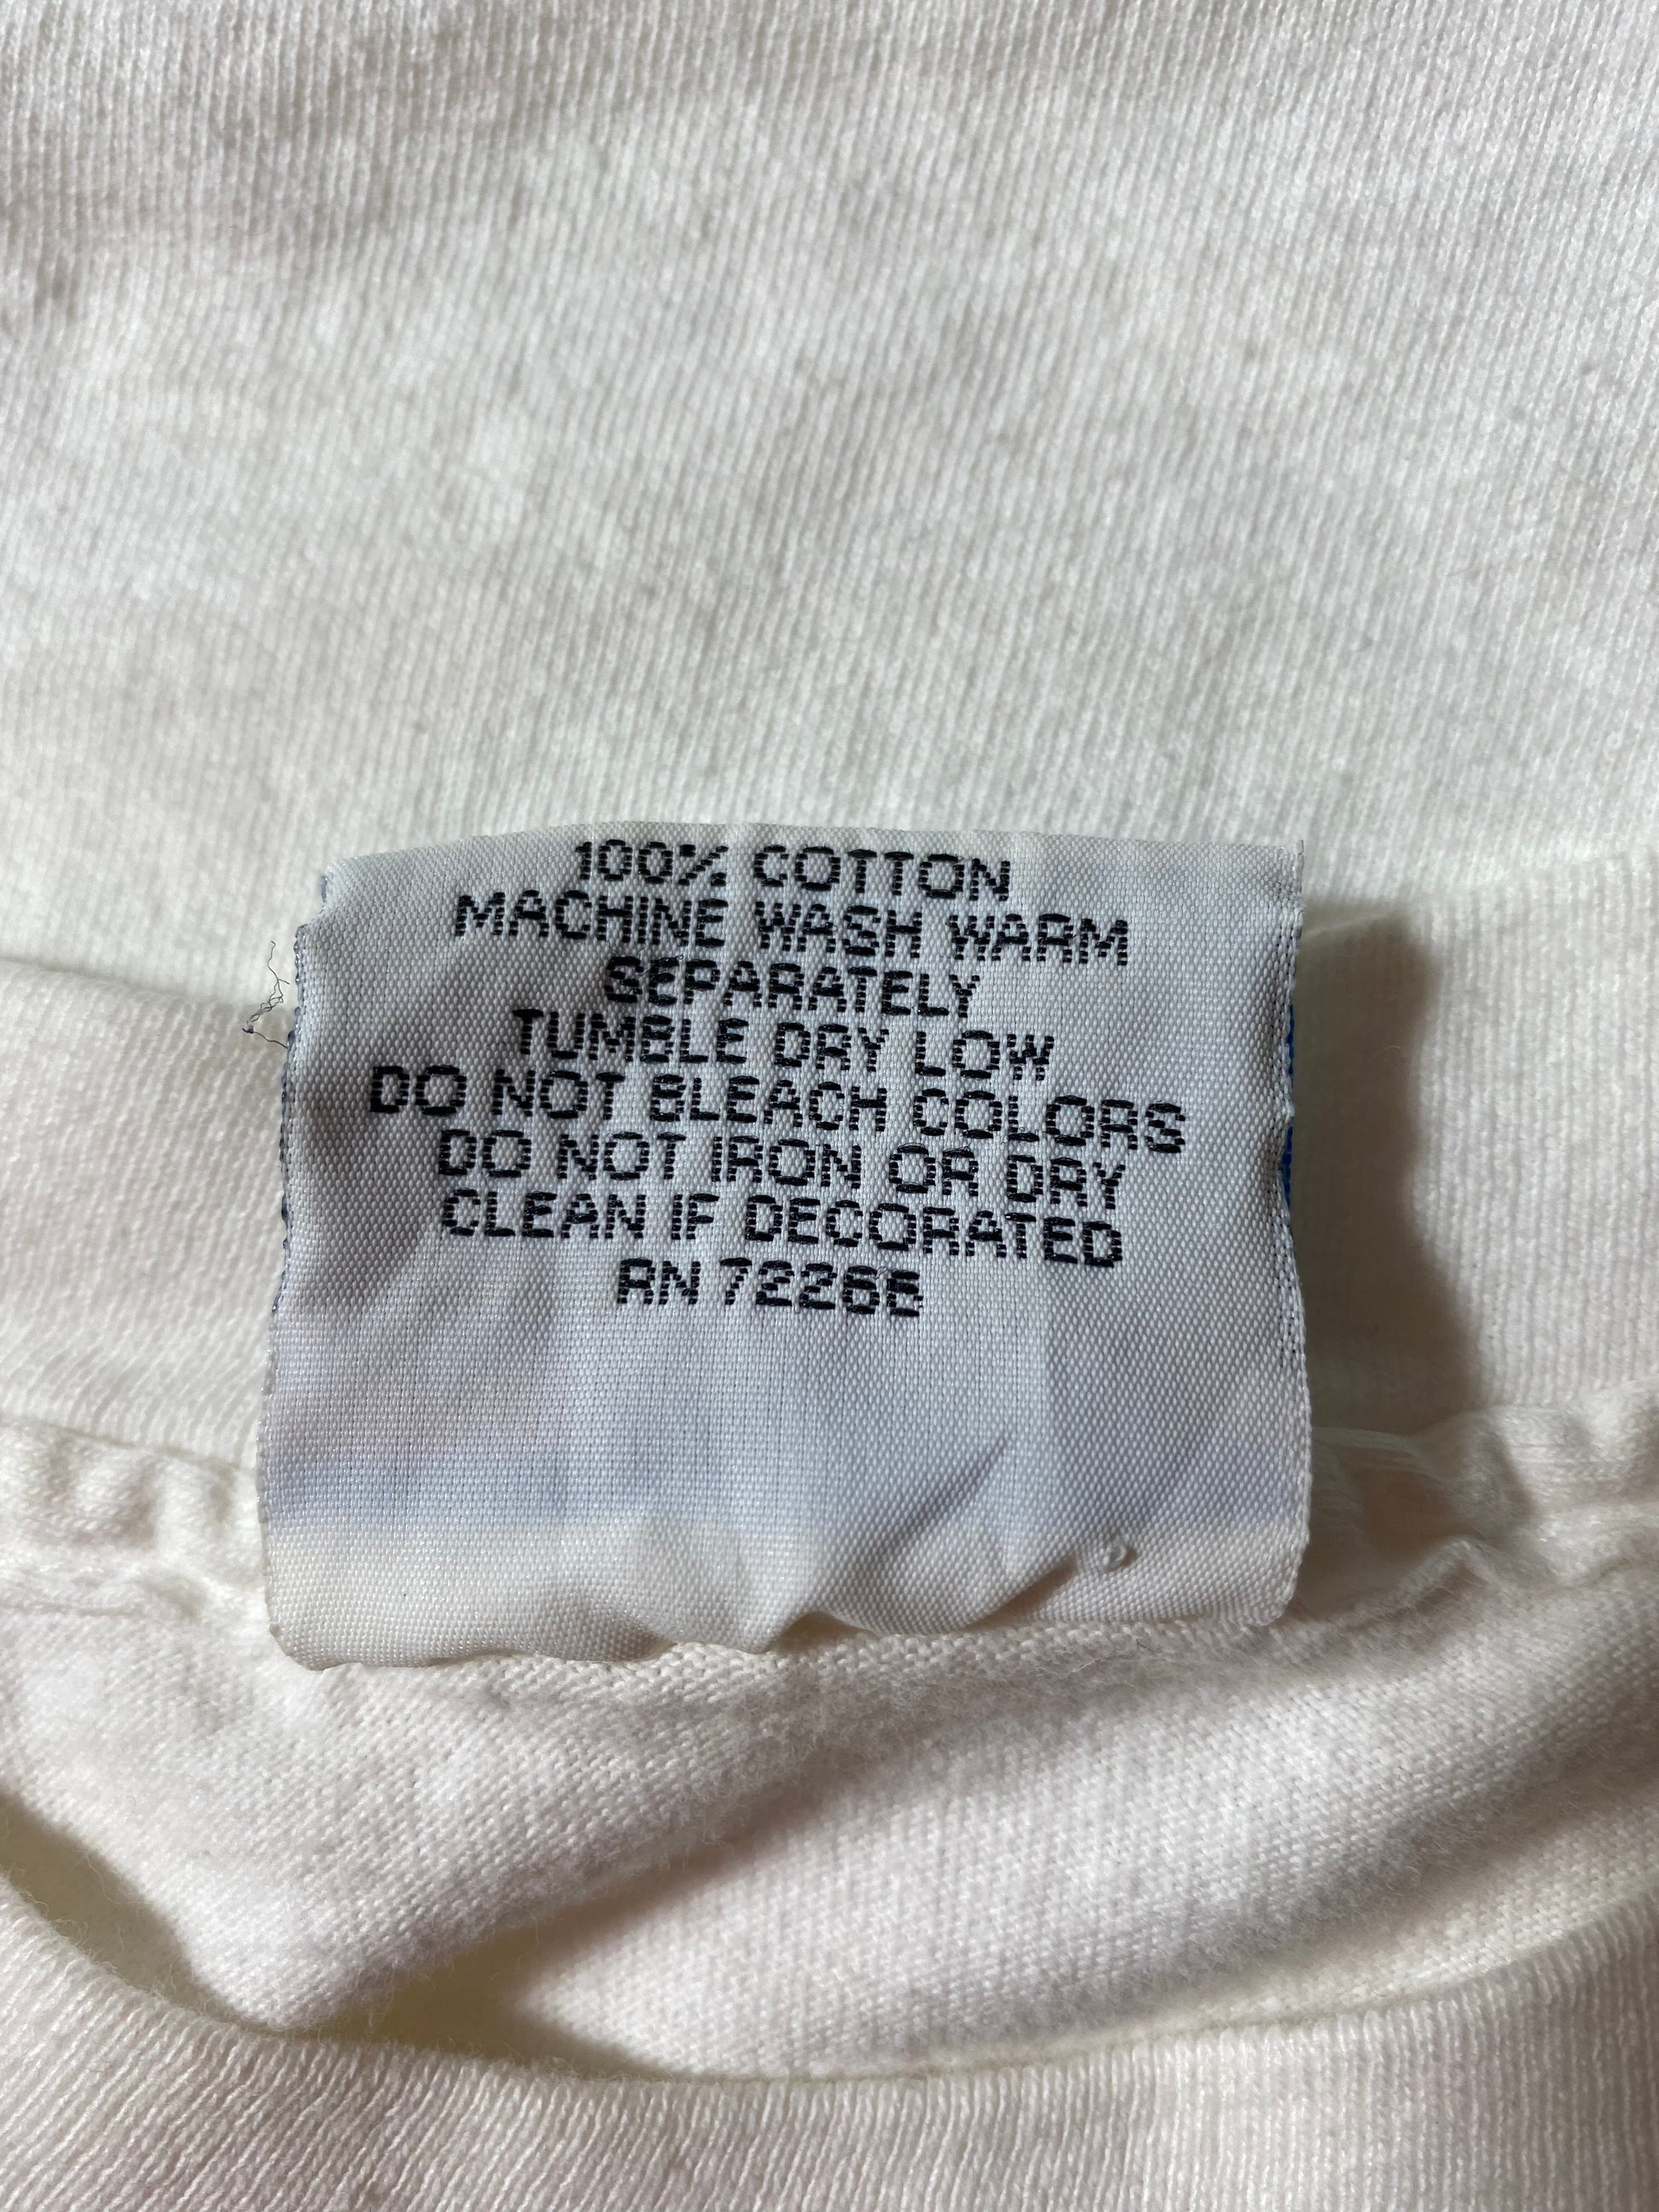 100% COTTON
MACHINE WASH WARM
SEPARATELY
TUMBLE DRY LOW
DO NOT BLEACH COLORS
DO NOT IRON OR DRY
CLEAN IF DECORATED
RN